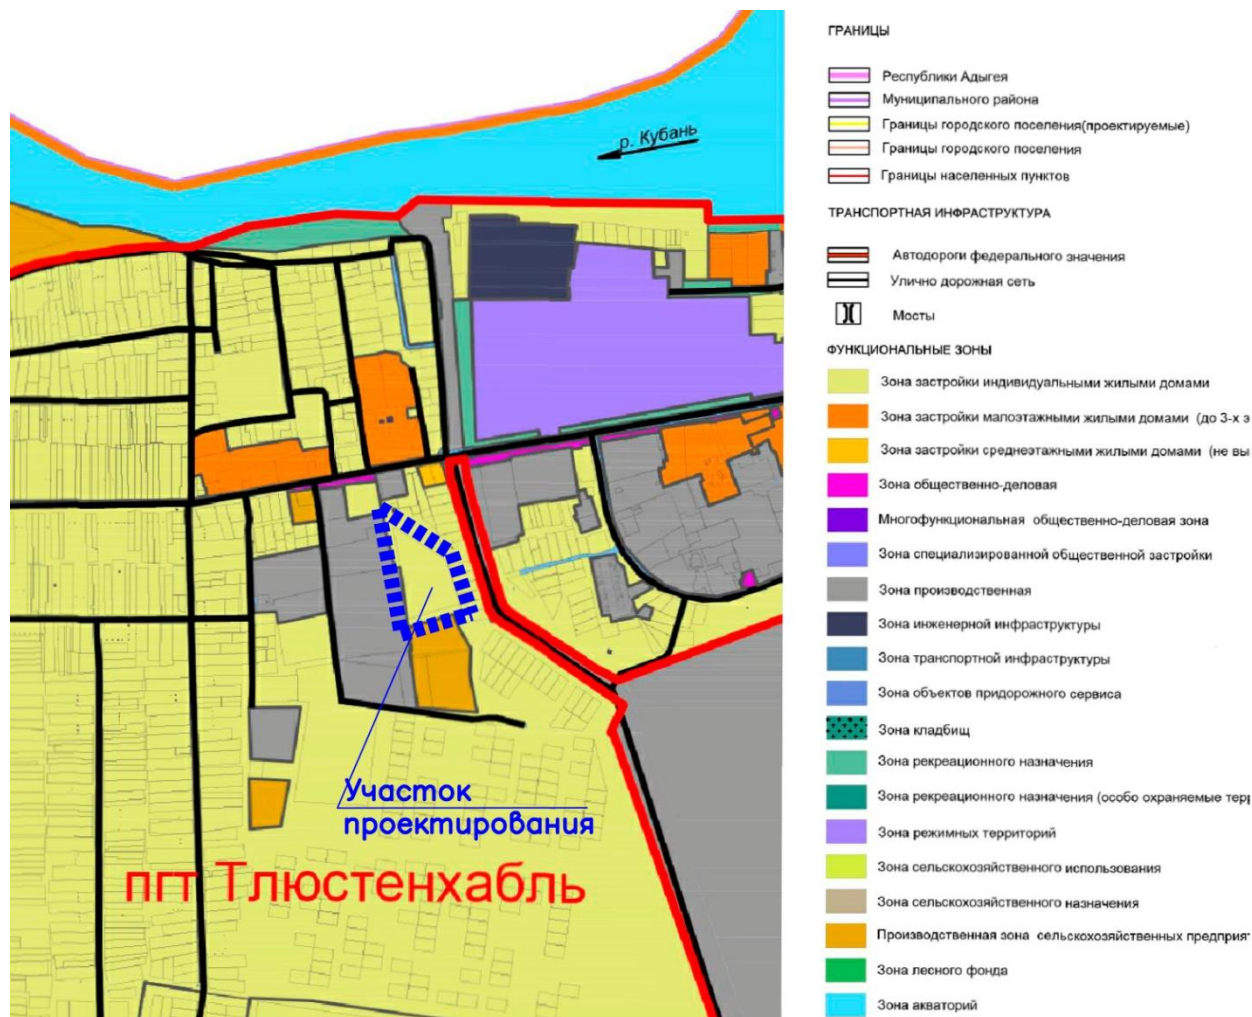 р. Кубань
Участок
проектирования
пгт Тлюстенхабль
ГРАНИЦЫ
Республики Адыгея
Муниципального района
Границы городского поселения(проектируемые)
Границы городского поселения
Границы населенных пунктов
ТРАНСПОРТНАЯ ИНФРАСТРУКТУРА
Автодороги федерального значения
Улично дорожная сеть
Мосты
ФУНКЦИОНАЛЬНЫЕ ЗОНЫ
Зона застройки индивидуальными жилыми домами
Зона застройки малоэтажными жилыми домами (до 3-х э
Зона застройки среднеэтажными жилыми домами (не вы
Зона общественно-деловая
Многофункциональная общественно-деловая зона
Зона специализированной общественной застройки
Зона производственная
Зона инженерной инфраструктуры
Зона транспортной инфраструктуры
Зона объектов придорожного сервиса
Зона кладбищ
Зона рекреационного назначения
Зона рекреационного назначения (особо охраняемые тер
Зона режимных территорий
Зона сельскохозяйственного использования
Зона сельскохозяйственного назначения
Производственная зона сельскохозяйственных предприят
Зона лесного фонда
Зона акваторий